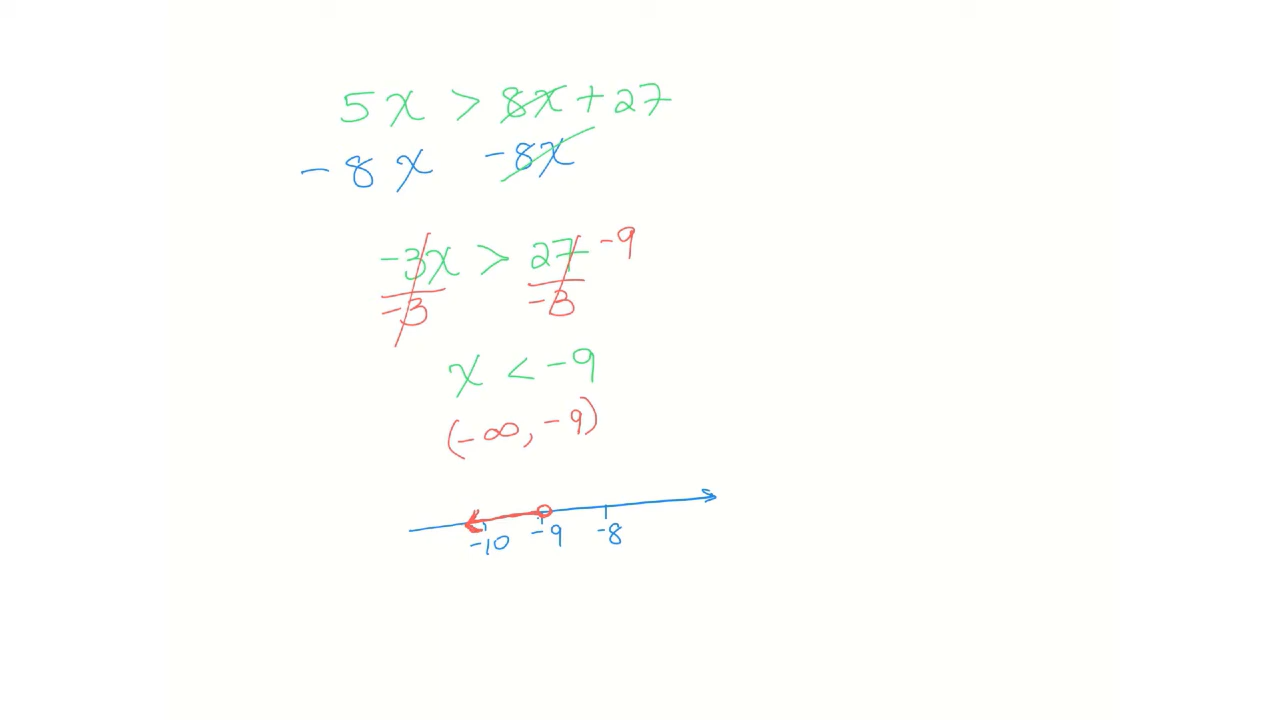 5x > 8x + 27
-8x -8x
-3x > 27 -9
-3 -3
x < -9
(-∞, -9)
-10 -9 -8